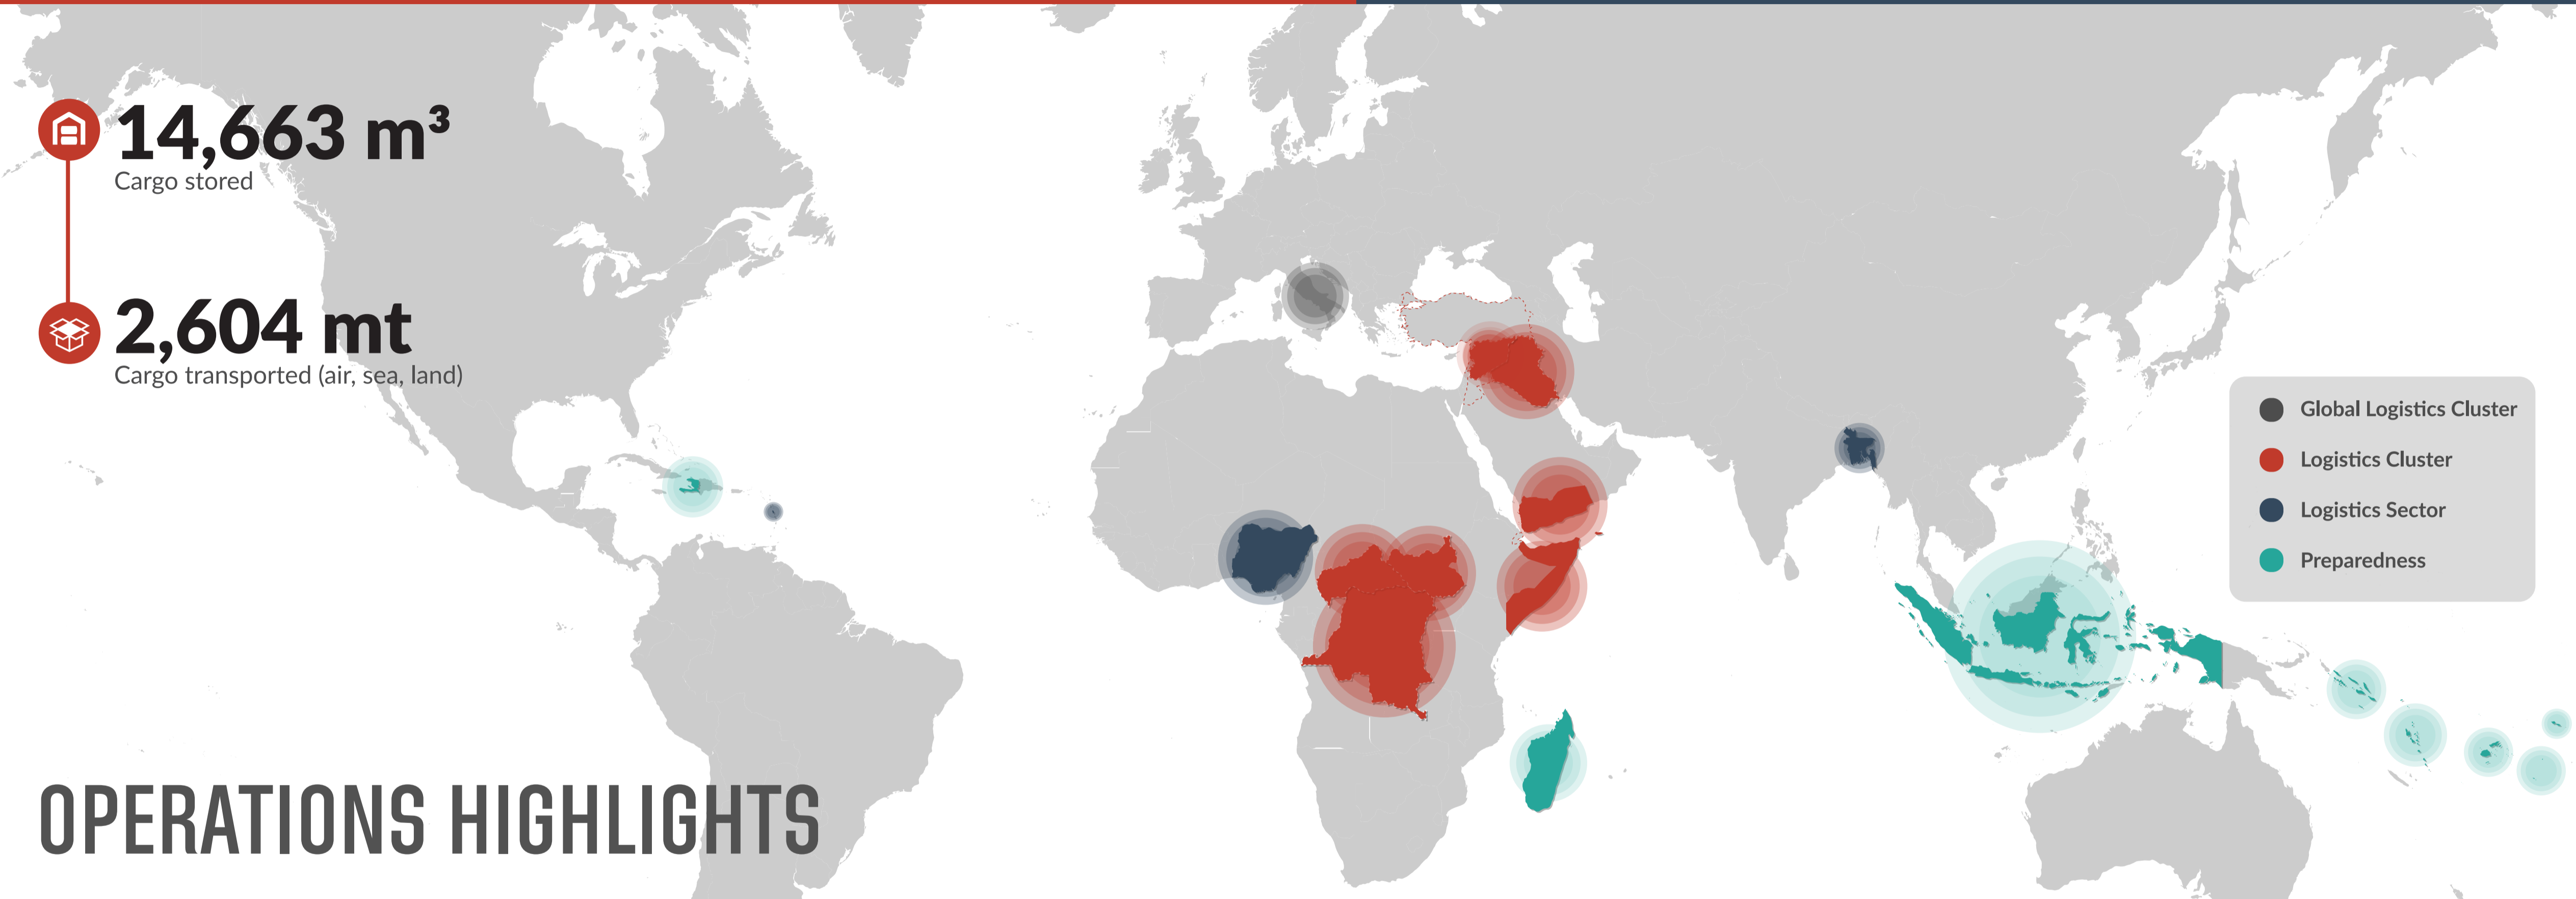 14,663 m³
Cargo stored
2,604 mt
Cargo transported (air, sea, land)
Global Logistics Cluster
Logistics Cluster
Logistics Sector
Preparedness
OPERATIONS HIGHLIGHTS